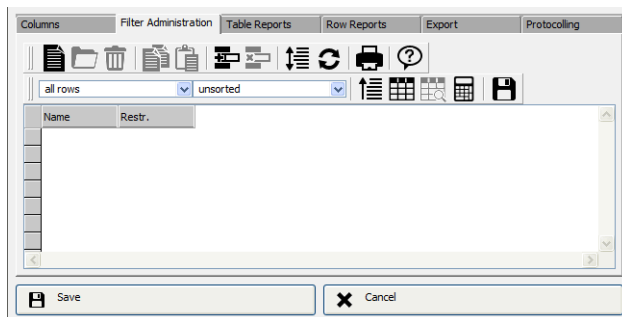 Columns Filter Administration Table Reports Row Reports Export Protocolling
all rows unsorted
Name Restr.
Save Cancel